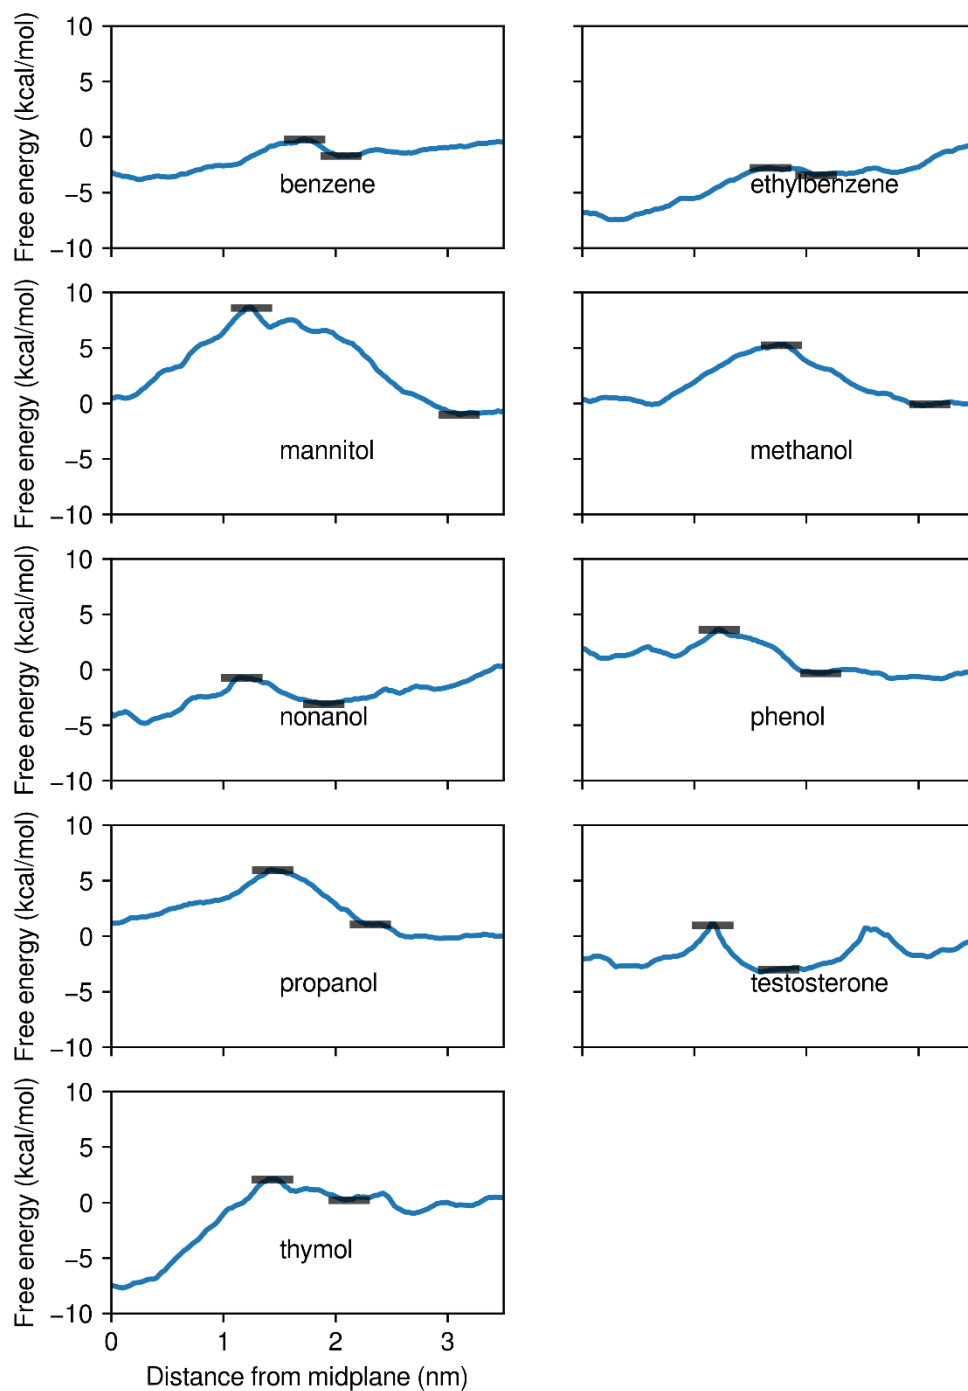 Free energy (kcal/mol)
10
5
0
−5
−10
benzene
ethylbenzene
Free energy (kcal/mol)
10
5
0
−5
−10
mannitol
methanol
Free energy (kcal/mol)
10
5
0
−5
−10
nonanol
phenol
Free energy (kcal/mol)
10
5
0
−5
−10
propanol
testosterone
Free energy (kcal/mol)
10
5
0
−5
−10
thymol
0 1 2 3
Distance from midplane (nm)